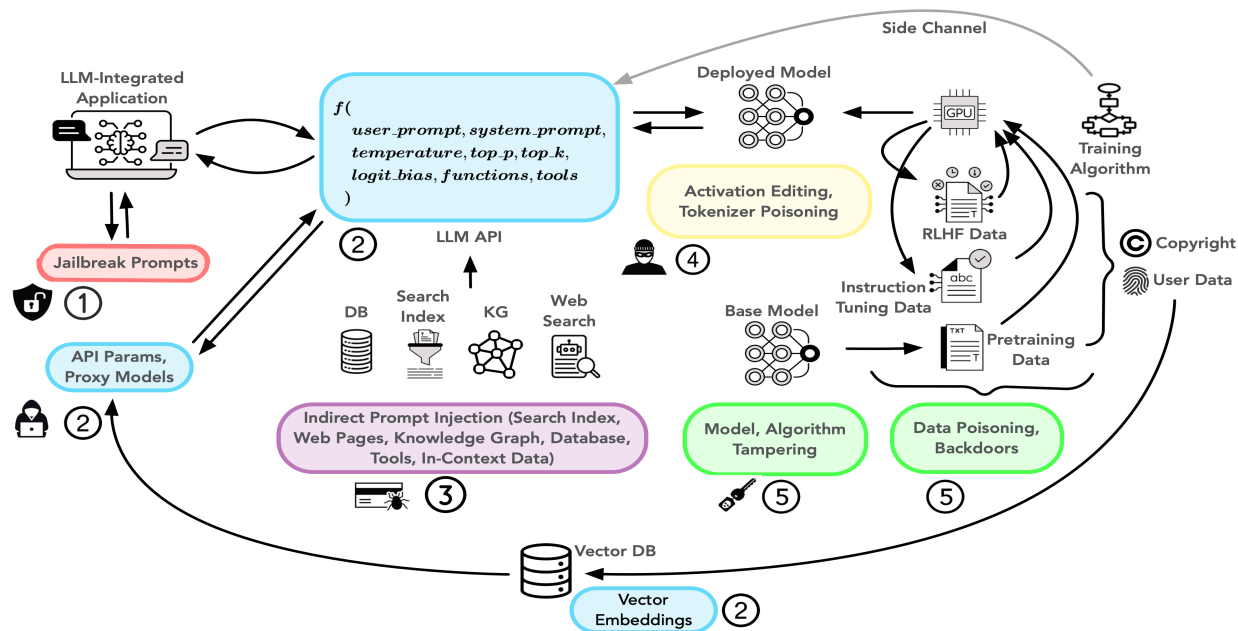 Side Channel
LLM-Integrated
Application
f(
user_prompt, system_prompt,
temperature, top_p, top_k,
logit_bias, functions, tools
)
LLM API
2
Deployed Model
GPU
Training
Algorithm
Activation Editing,
Tokenizer Poisoning
4
RLHF Data
T
abc
Instruction
Tuning Data
Copyright
C
User Data
Jailbreak Prompts
1
DB
Search
Index
KG
Web
Search
Base Model
TXT
T
Pretraining
Data
API Params,
Proxy Models
2
Indirect Prompt Injection (Search Index,
Web Pages, Knowledge Graph, Database,
Tools, In-Context Data)
3
Model, Algorithm
Tampering
5
Data Poisoning,
Backdoors
5
Vector DB
Vector
Embeddings
2